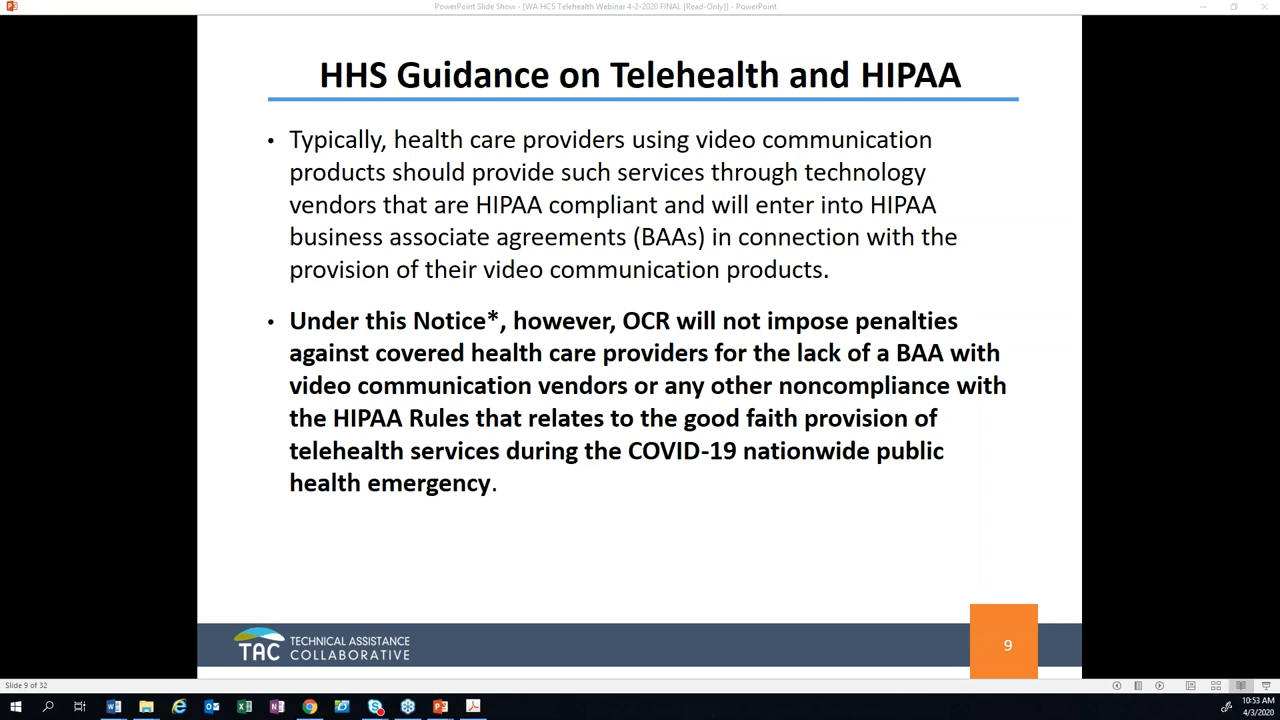 PowerPoint Slide Show - [WA HCS Telehealth Webinar 4-2-2020 FINAL [Read-Only]] - PowerPoint
HHS Guidance on Telehealth and HIPAA
• Typically, health care providers using video communication
products should provide such services through technology
vendors that are HIPAA compliant and will enter into HIPAA
business associate agreements (BAAs) in connection with the
provision of their video communication products.
• Under this Notice*, however, OCR will not impose penalties
against covered health care providers for the lack of a BAA with
video communication vendors or any other noncompliance with
the HIPAA Rules that relates to the good faith provision of
telehealth services during the COVID-19 nationwide public
health emergency.
TAC TECHNICAL ASSISTANCE
COLLABORATIVE
9
Slide 9 of 32
10:53 AM
4/3/2020